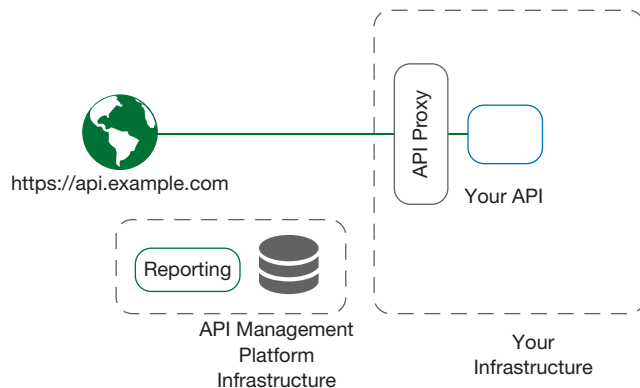 API Proxy
https://api.example.com
Your API
Reporting
API Management
Platform
Infrastructure
Your
Infrastructure